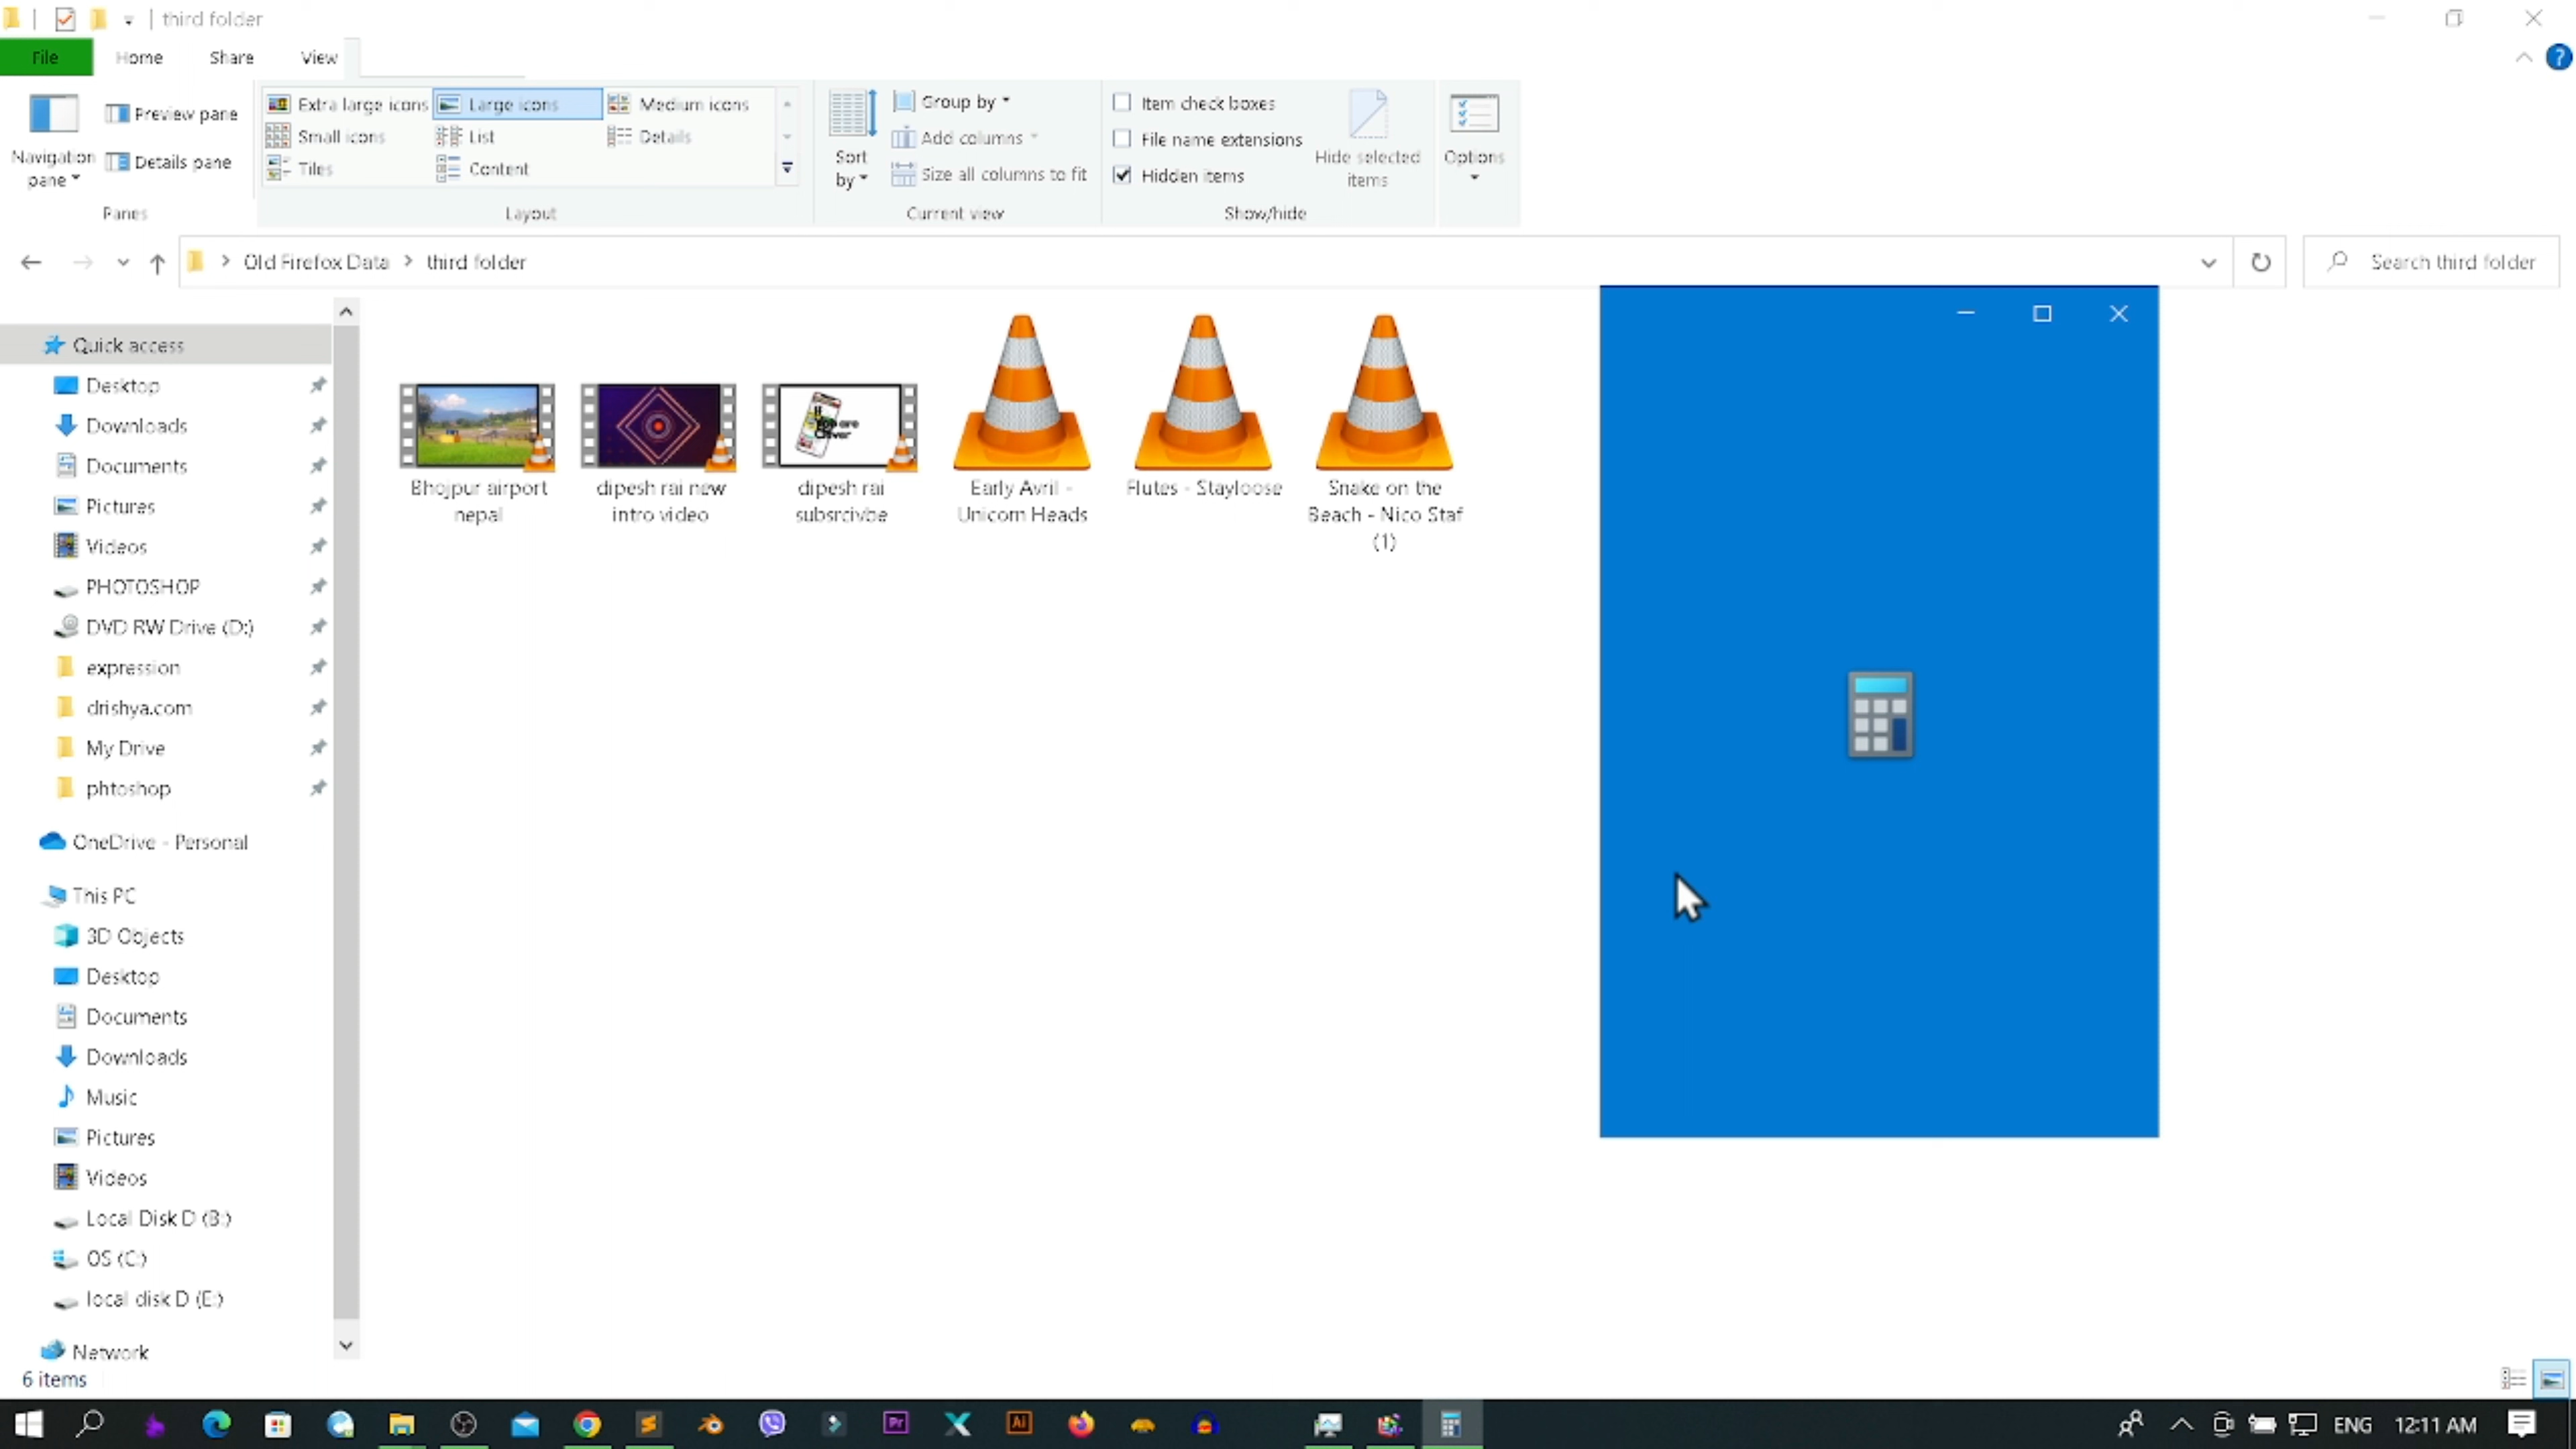 third folder
File Home Share View
Navigation pane
Preview pane
Details pane
Panes
Extra large icons Large icons Medium icons
Small icons List Details
Tiles Content
Layout
Sort by
Group by
Add columns
Size all columns to fit
Current view
Item check boxes
File name extensions
Hidden items
Hide selected items
Show/hide
Options
Old Firefox Data > third folder
Search third folder
Quick access
Desktop
Downloads
Documents
Pictures
Videos
PHOTOSHOP
DVD RW Drive (D:)
expression
drishya.com
My Drive
phtoshop
OneDrive - Personal
This PC
3D Objects
Desktop
Documents
Downloads
Music
Pictures
Videos
Local Disk D (B:)
OS (C:)
local disk D (E:)
Network
Bhojpur airport
nepal
dipesh rai new
intro video
dipesh rai
subsrcivbe
Early Avril -
Unicorn Heads
Flutes - Stayloose
Snake on the
Beach - Nico Staf
(1)
6 items
Pr
Ai
ENG 12:11 AM